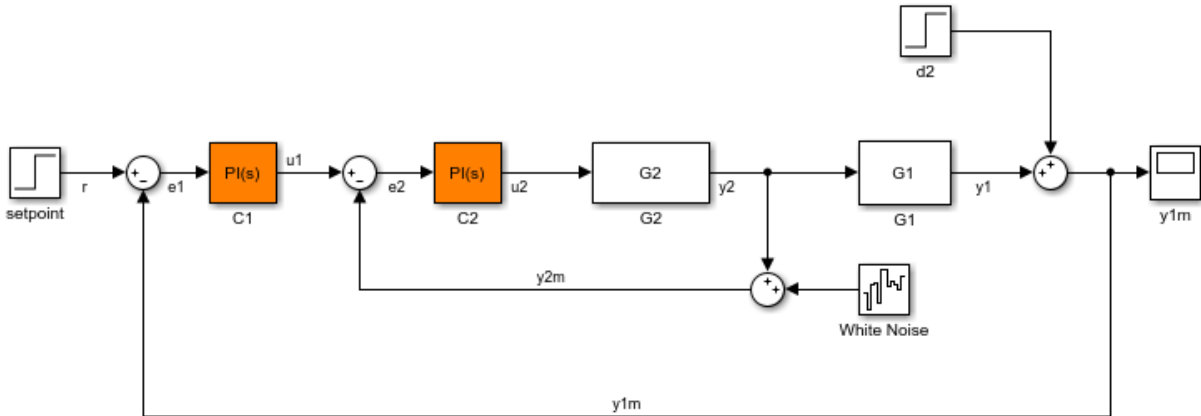 d2
setpoint
r
e1
PI(s)
C1
u1
e2
PI(s)
C2
u2
G2
G2
y2
G1
G1
y1
y1m
y2m
White Noise
y1m